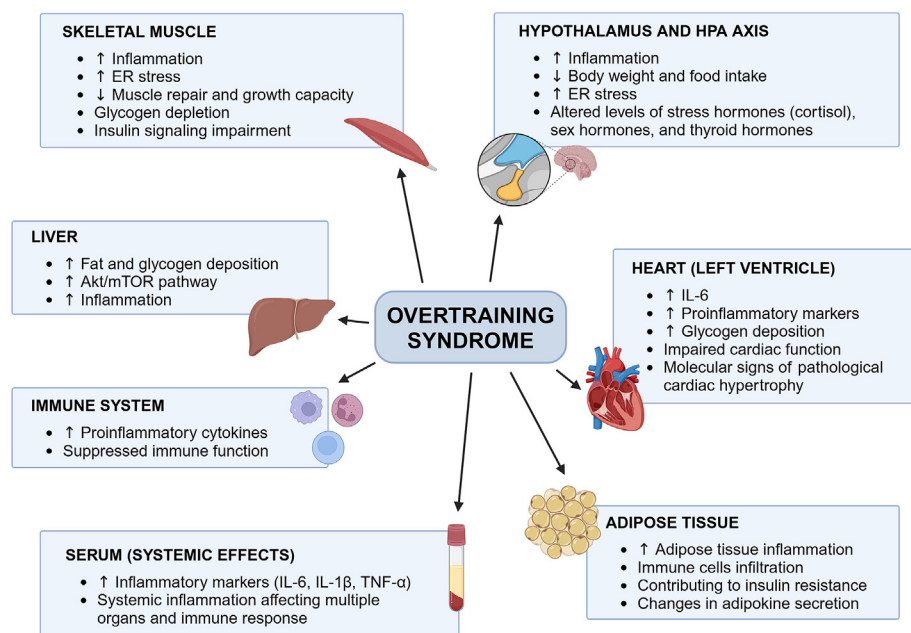 SKELETAL MUSCLE
• ↑ Inflammation
• ↑ ER stress
• ↓ Muscle repair and growth capacity
• Glycogen depletion
• Insulin signaling impairment
HYPOTHALAMUS AND HPA AXIS
• ↑ Inflammation
• ↓ Body weight and food intake
• ↑ ER stress
• Altered levels of stress hormones (cortisol),
sex hormones, and thyroid hormones
LIVER
• ↑ Fat and glycogen deposition
• ↑ Akt/mTOR pathway
• ↑ Inflammation
OVERTRAINING
SYNDROME
HEART (LEFT VENTRICLE)
• ↑ IL-6
• ↑ Proinflammatory markers
• ↑ Glycogen deposition
• Impaired cardiac function
• Molecular signs of pathological
cardiac hypertrophy
IMMUNE SYSTEM
• ↑ Proinflammatory cytokines
• Suppressed immune function
SERUM (SYSTEMIC EFFECTS)
• ↑ Inflammatory markers (IL-6, IL-1β, TNF-α)
• Systemic inflammation affecting multiple
organs and immune response
ADIPOSE TISSUE
• ↑ Adipose tissue inflammation
• Immune cells infiltration
• Contributing to insulin resistance
• Changes in adipokine secretion